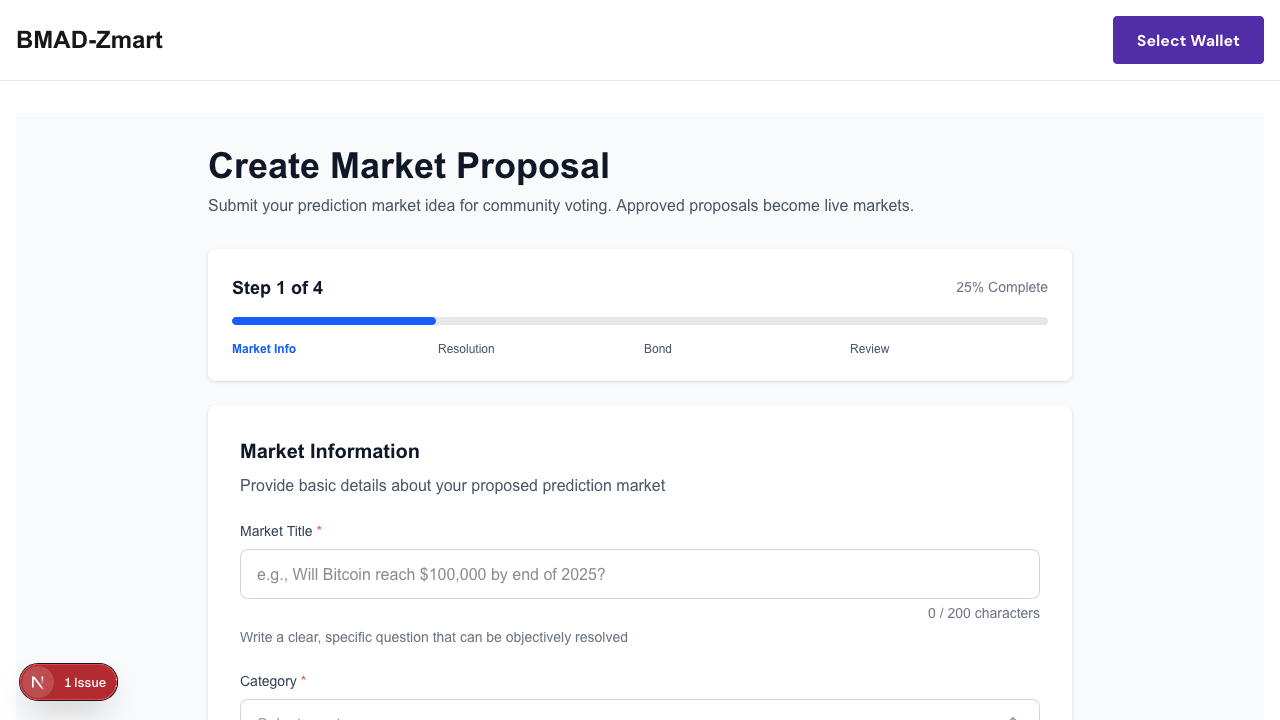 BMAD-Zmart
Select Wallet
Create Market Proposal
Submit your prediction market idea for community voting. Approved proposals become live markets.
Step 1 of 4
25% Complete
Market Info
Resolution
Bond
Review
Market Information
Provide basic details about your proposed prediction market
Market Title *
e.g., Will Bitcoin reach $100,000 by end of 2025?
0 / 200 characters
Write a clear, specific question that can be objectively resolved
N 1 Issue
Category *